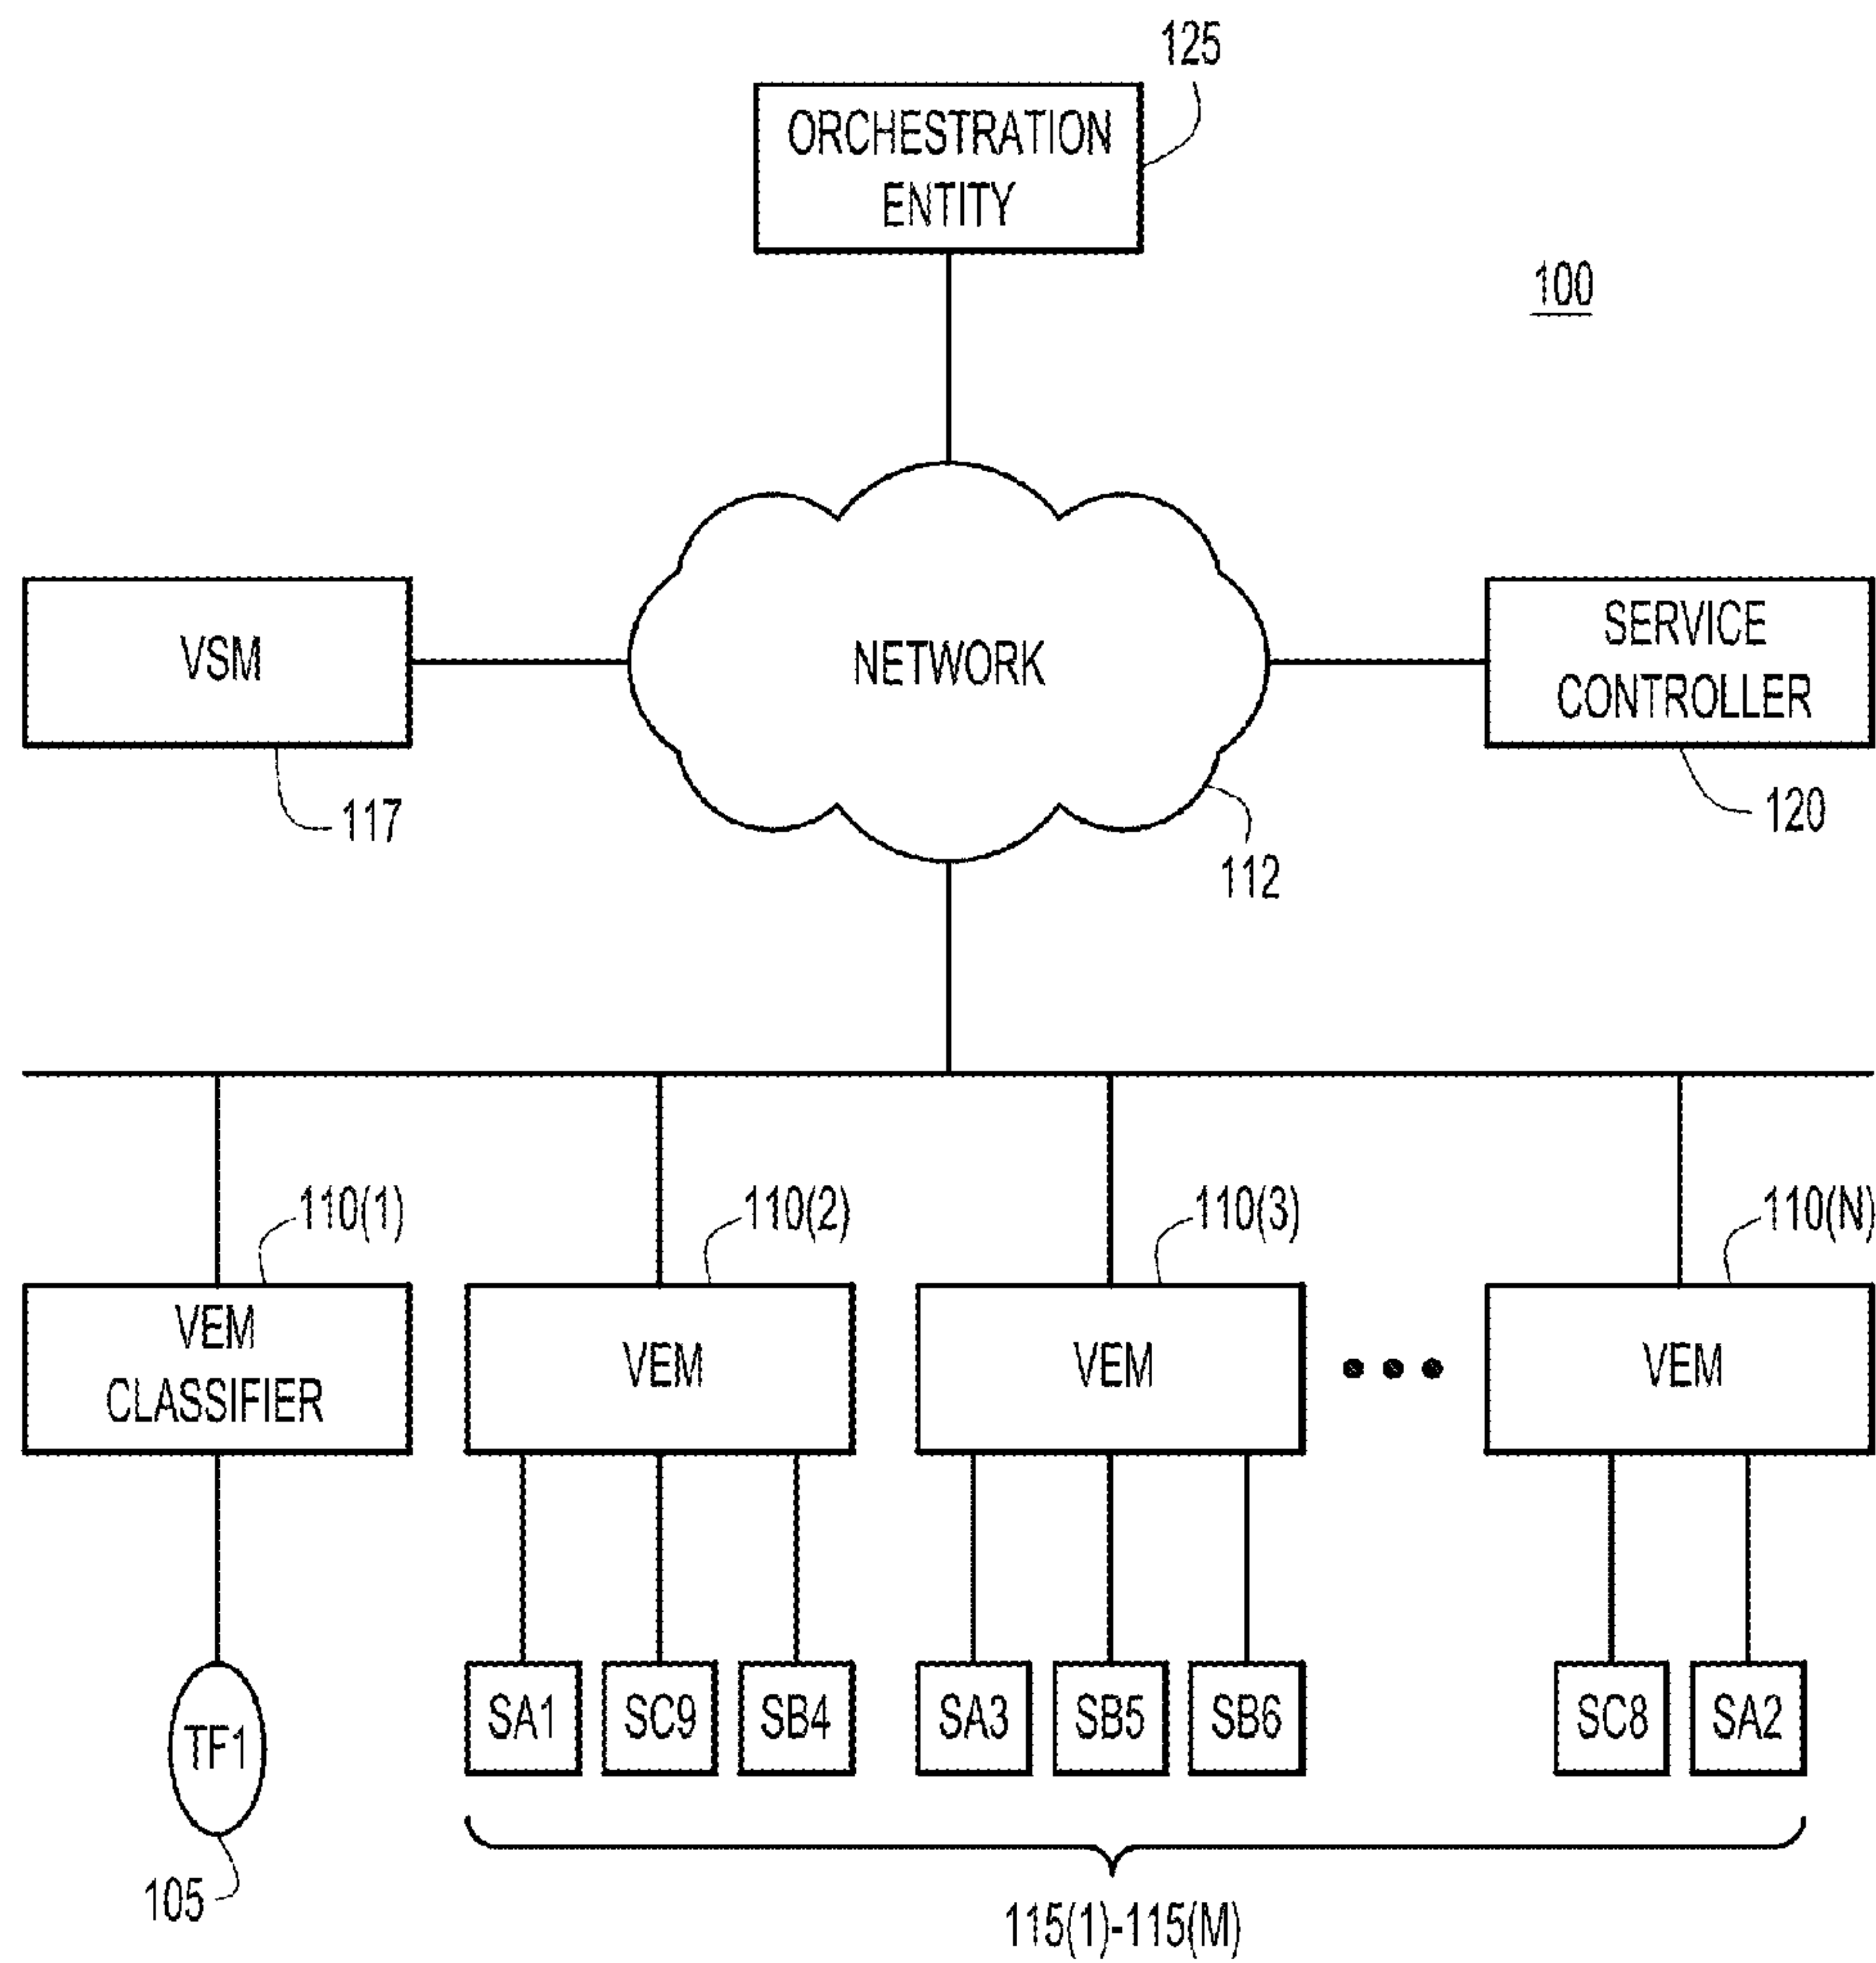 125
ORCHESTRATION
ENTITY
100
VSM
NETWORK
SERVICE
CONTROLLER
117
120
112
110(1)
110(2)
110(3)
110(N)
VEM
CLASSIFIER
VEM
VEM
VEM
TF1
SA1
SC9
SB4
SA3
SB5
SB6
SC8
SA2
105
115(1)-115(M)